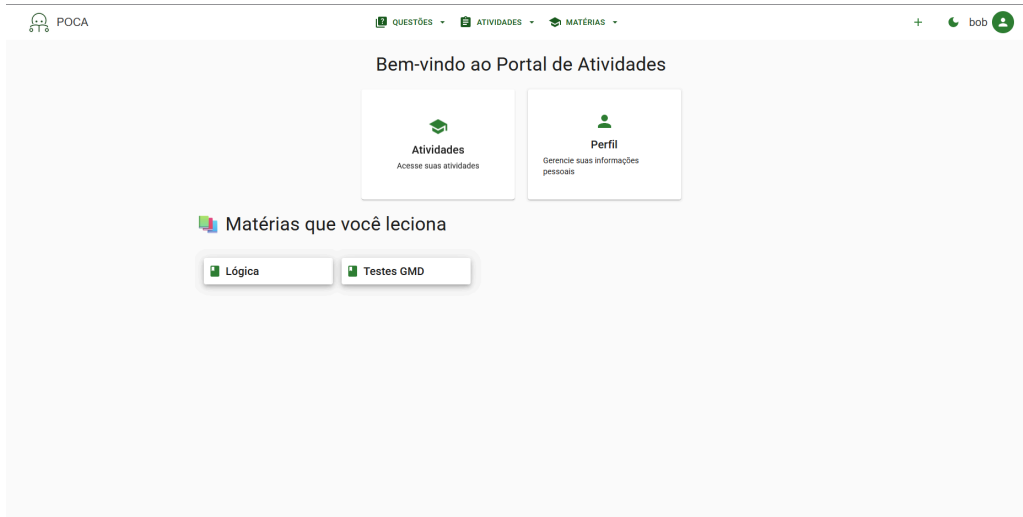 POCA
QUESTÕES
ATIVIDADES
MATÉRIAS
bob
Bem-vindo ao Portal de Atividades
Atividades
Acesse suas atividades
Perfil
Gerencie suas informações
pessoais
Matérias que você leciona
Lógica
Testes GMD